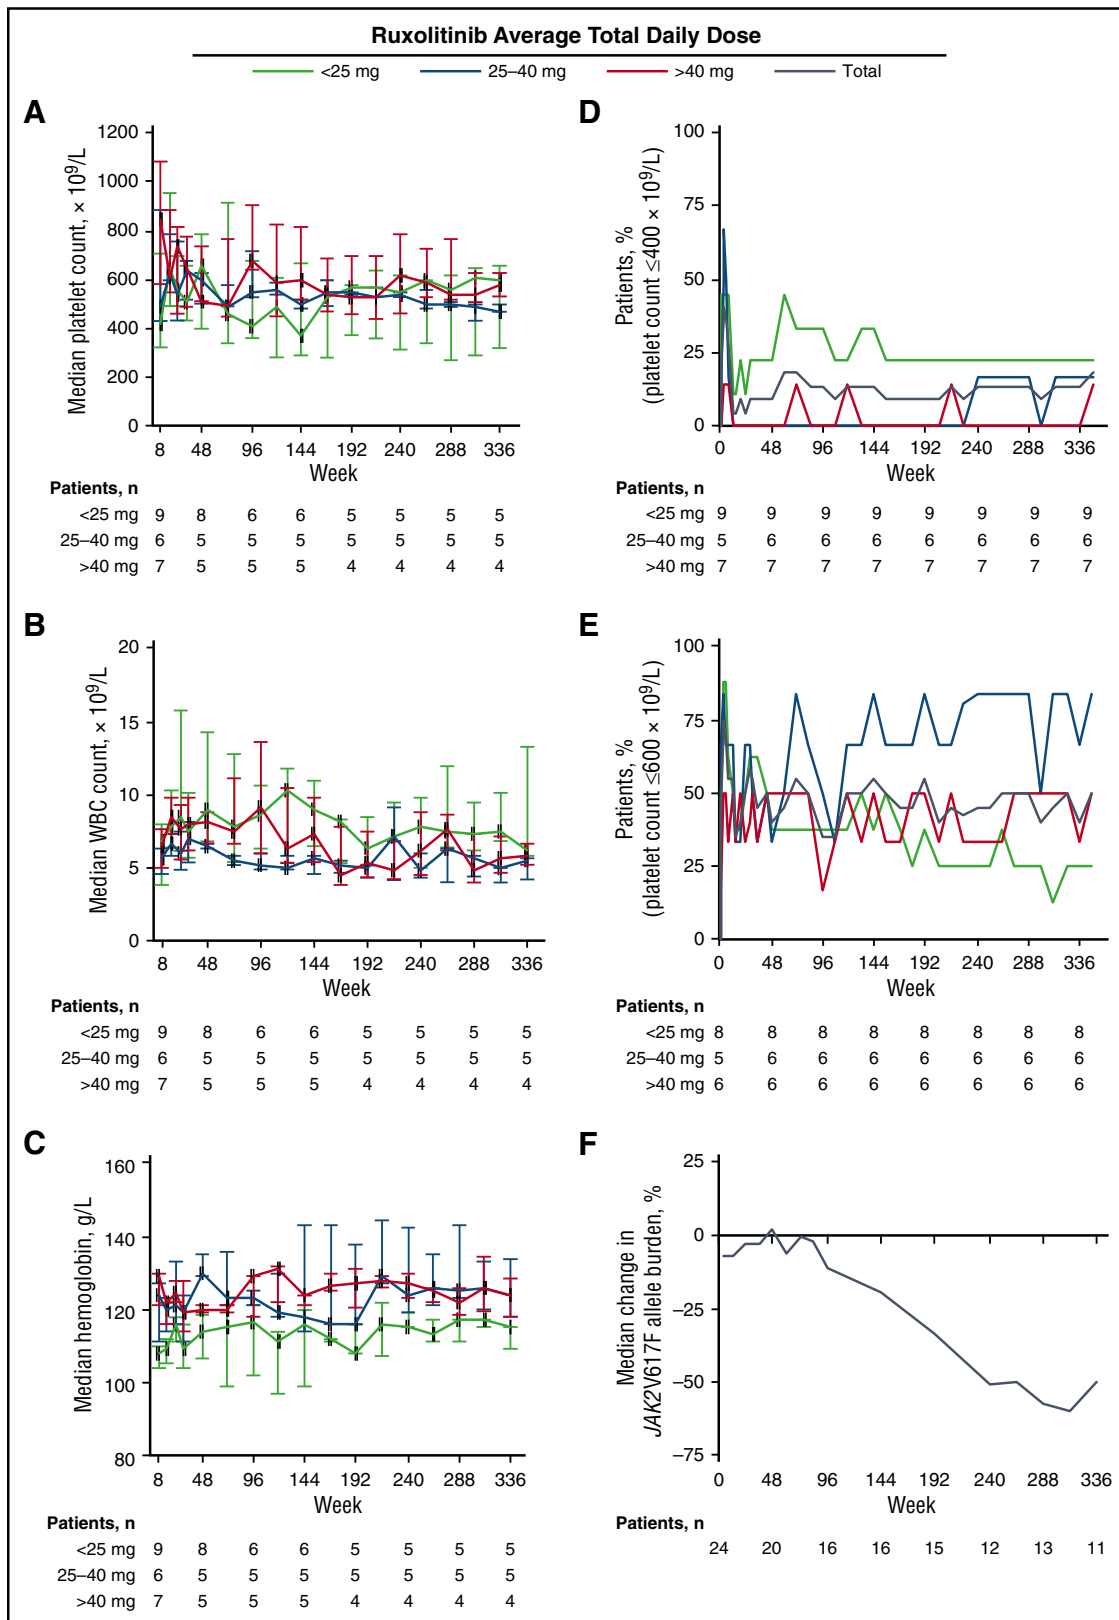 Ruxolitinib Average Total Daily Dose
<25 mg 25–40 mg >40 mg Total
A
Median platelet count, × 10⁹/L
1200
1000
800
600
400
200
0
8 48 96 144 192 240 288 336
Week
Patients, n
<25 mg 9 8 6 6 5 5 5 5
25–40 mg 6 5 5 5 5 5 5 5
>40 mg 7 5 5 5 4 4 4 4
B
Median WBC count, × 10⁹/L
20
15
10
5
0
8 48 96 144 192 240 288 336
Week
Patients, n
<25 mg 9 8 6 6 5 5 5 5
25–40 mg 6 5 5 5 5 5 5 5
>40 mg 7 5 5 5 4 4 4 4
C
Median hemoglobin, g/L
160
140
120
100
80
8 48 96 144 192 240 288 336
Week
Patients, n
<25 mg 9 8 6 6 5 5 5 5
25–40 mg 6 5 5 5 5 5 5 5
>40 mg 7 5 5 5 4 4 4 4
D
Patients, %
(platelet count ≤400 × 10⁹/L)
100
75
50
25
0
0 48 96 144 192 240 288 336
Week
Patients, n
<25 mg 9 9 9 9 9 9 9 9
25–40 mg 5 6 6 6 6 6 6 6
>40 mg 7 7 7 7 7 7 7 7
E
Patients, %
(platelet count ≤600 × 10⁹/L)
100
75
50
25
0
0 48 96 144 192 240 288 336
Week
Patients, n
<25 mg 8 8 8 8 8 8 8 8
25–40 mg 5 6 6 6 6 6 6 6
>40 mg 6 6 6 6 6 6 6 6
F
Median change in
JAK2V617F allele burden, %
25
0
–25
–50
–75
0 48 96 144 192 240 288 336
Week
Patients, n
24 20 16 16 15 12 13 11